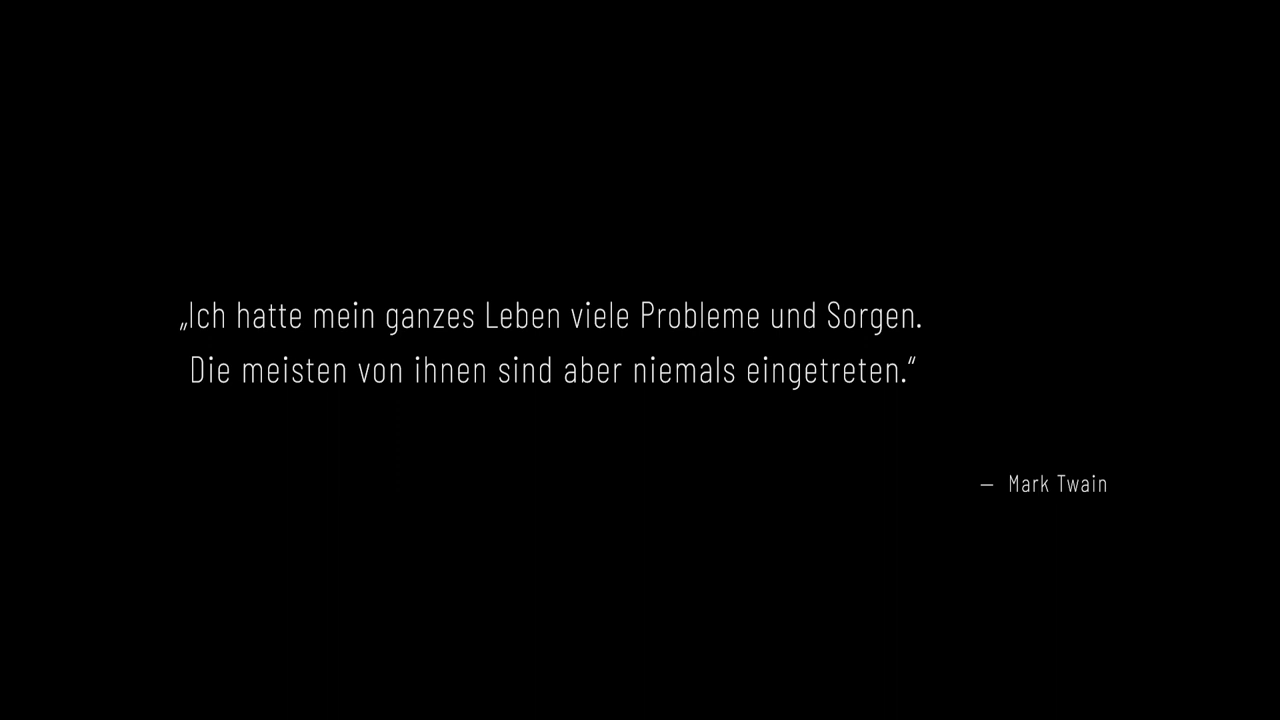 „Ich hatte mein ganzes Leben viele Probleme und Sorgen.
Die meisten von ihnen sind aber niemals eingetreten.“
— Mark Twain